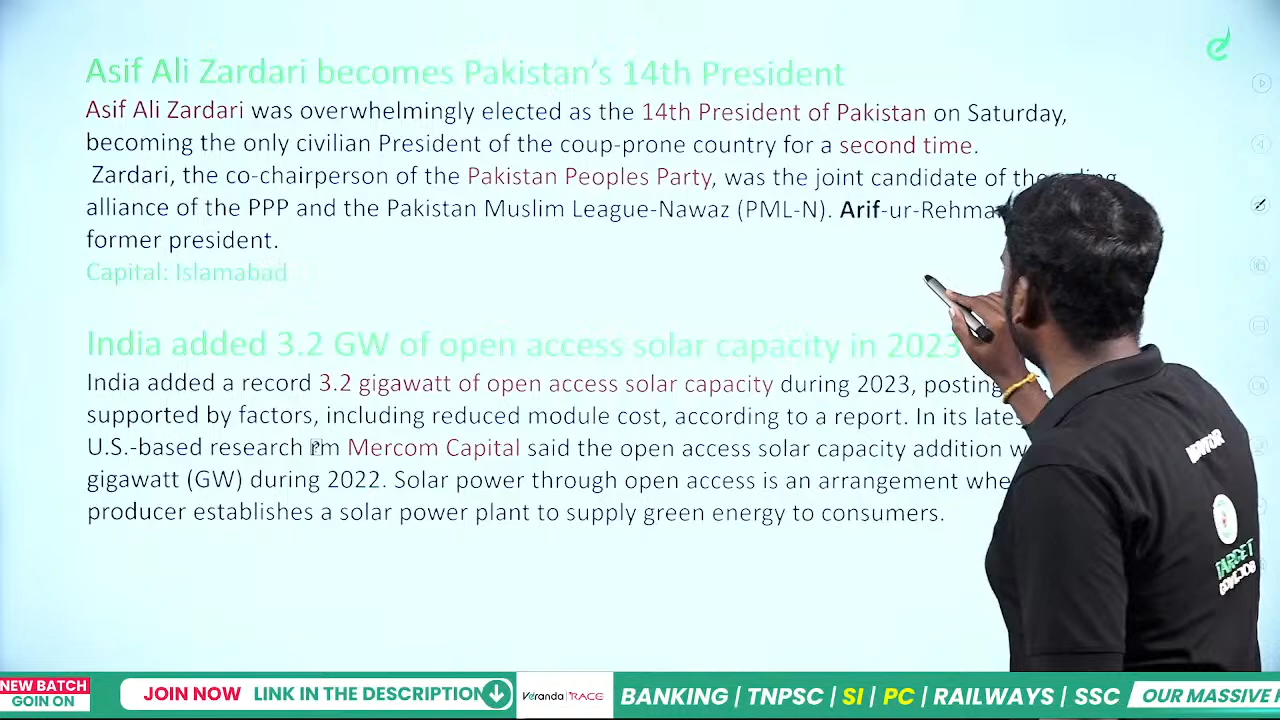 Asif Ali Zardari becomes Pakistan's 14th President
Asif Ali Zardari was overwhelmingly elected as the 14th President of Pakistan on Saturday,
becoming the only civilian President of the coup-prone country for a second time.
Zardari, the co-chairperson of the Pakistan Peoples Party, was the joint candidate of the
alliance of the PPP and the Pakistan Muslim League-Nawaz (PML-N). Arif-ur-Rehma
former president.
Capital: Islamabad
India added 3.2 GW of open access solar capacity in 2023
India added a record 3.2 gigawatt of open access solar capacity during 2023, posting
supported by factors, including reduced module cost, according to a report. In its late
U.S.-based research Mercom Capital said the open access solar capacity addition w
gigawatt (GW) during 2022. Solar power through open access is an arrangement whe
producer establishes a solar power plant to supply green energy to consumers.
MENTOR
TARGET
NEW BATCH
GOIN ON
JOIN NOW LINK IN THE DESCRIPTION
Veranda RACE
BANKING | TNPSC | SI | PC | RAILWAYS | SSC
OUR MASSIVE